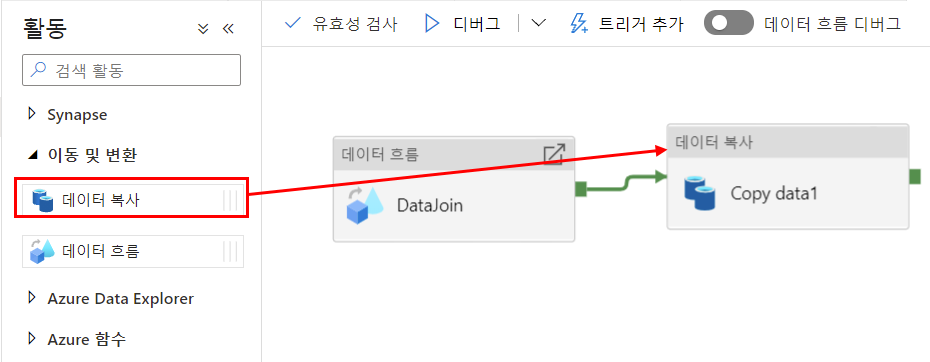 활동
유효성 검사
디버그
트리거 추가
데이터 흐름 디버그
검색 활동
Synapse
이동 및 변환
데이터 복사
데이터 흐름
Azure Data Explorer
Azure 함수
데이터 흐름
DataJoin
데이터 복사
Copy data1